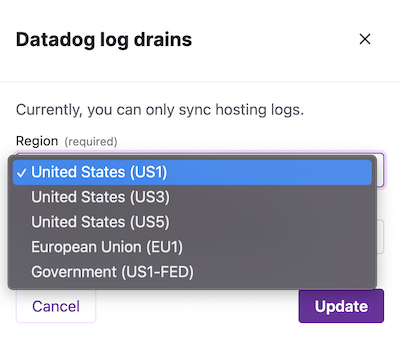 Datadog log drains
Currently, you can only sync hosting logs.
Region (required)
✓ United States (US1)
United States (US3)
United States (US5)
European Union (EU1)
Government (US1-FED)
Cancel
Update